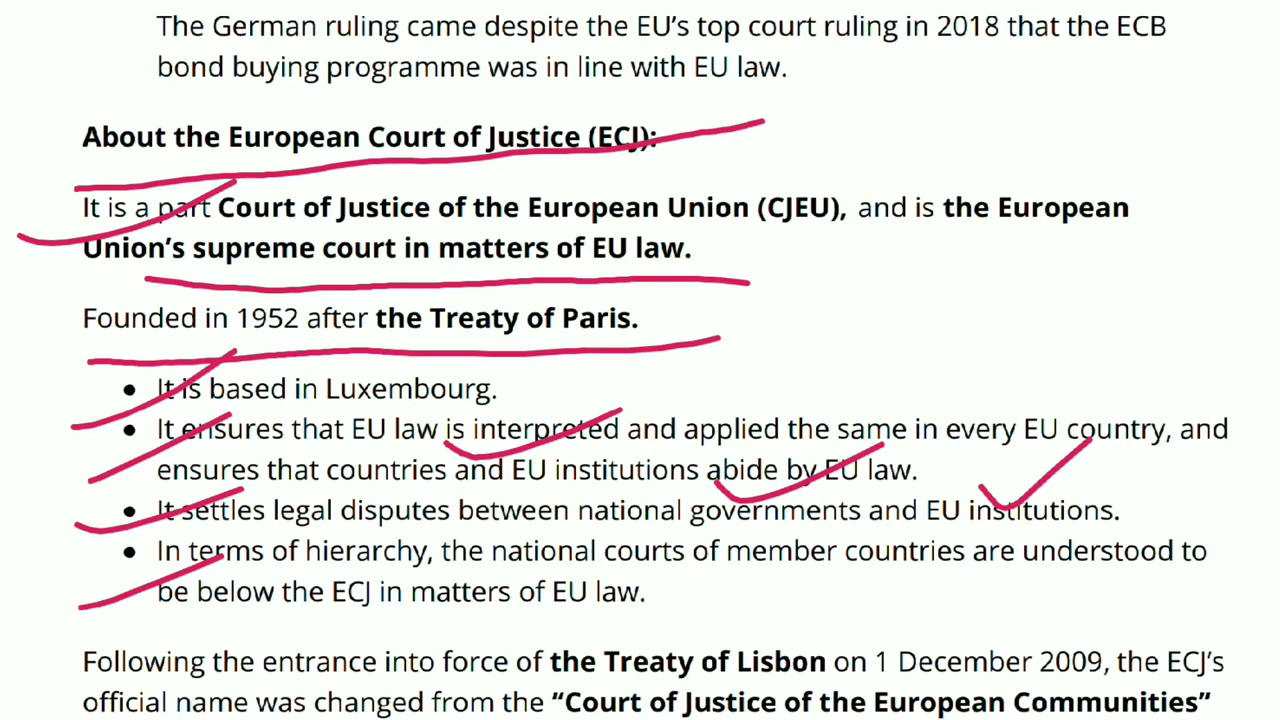 The German ruling came despite the EU’s top court ruling in 2018 that the ECB
bond buying programme was in line with EU law.
About the European Court of Justice (ECJ):
It is a part Court of Justice of the European Union (CJEU), and is the European
Union’s supreme court in matters of EU law.
Founded in 1952 after the Treaty of Paris.
• It is based in Luxembourg.
• It ensures that EU law is interpreted and applied the same in every EU country, and
ensures that countries and EU institutions abide by EU law.
• It settles legal disputes between national governments and EU institutions.
• In terms of hierarchy, the national courts of member countries are understood to
be below the ECJ in matters of EU law.
Following the entrance into force of the Treaty of Lisbon on 1 December 2009, the ECJ’s
official name was changed from the “Court of Justice of the European Communities”